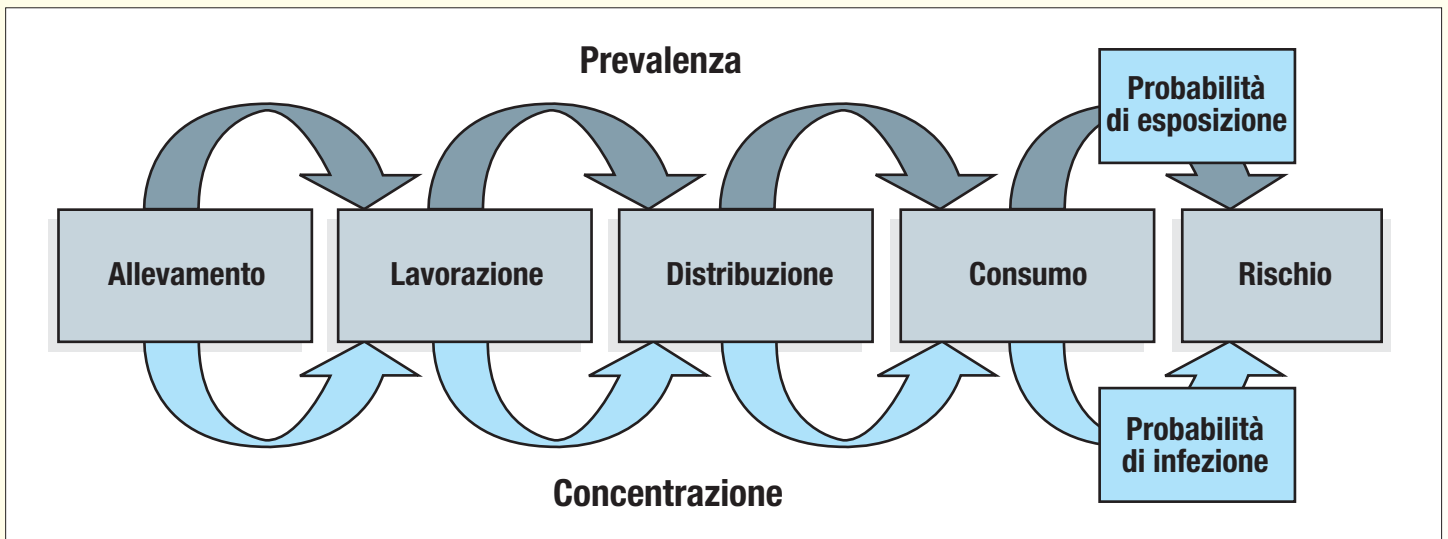 Prevalenza
Probabilità
di esposizione
Allevamento
Lavorazione
Distribuzione
Consumo
Rischio
Probabilità
di infezione
Concentrazione